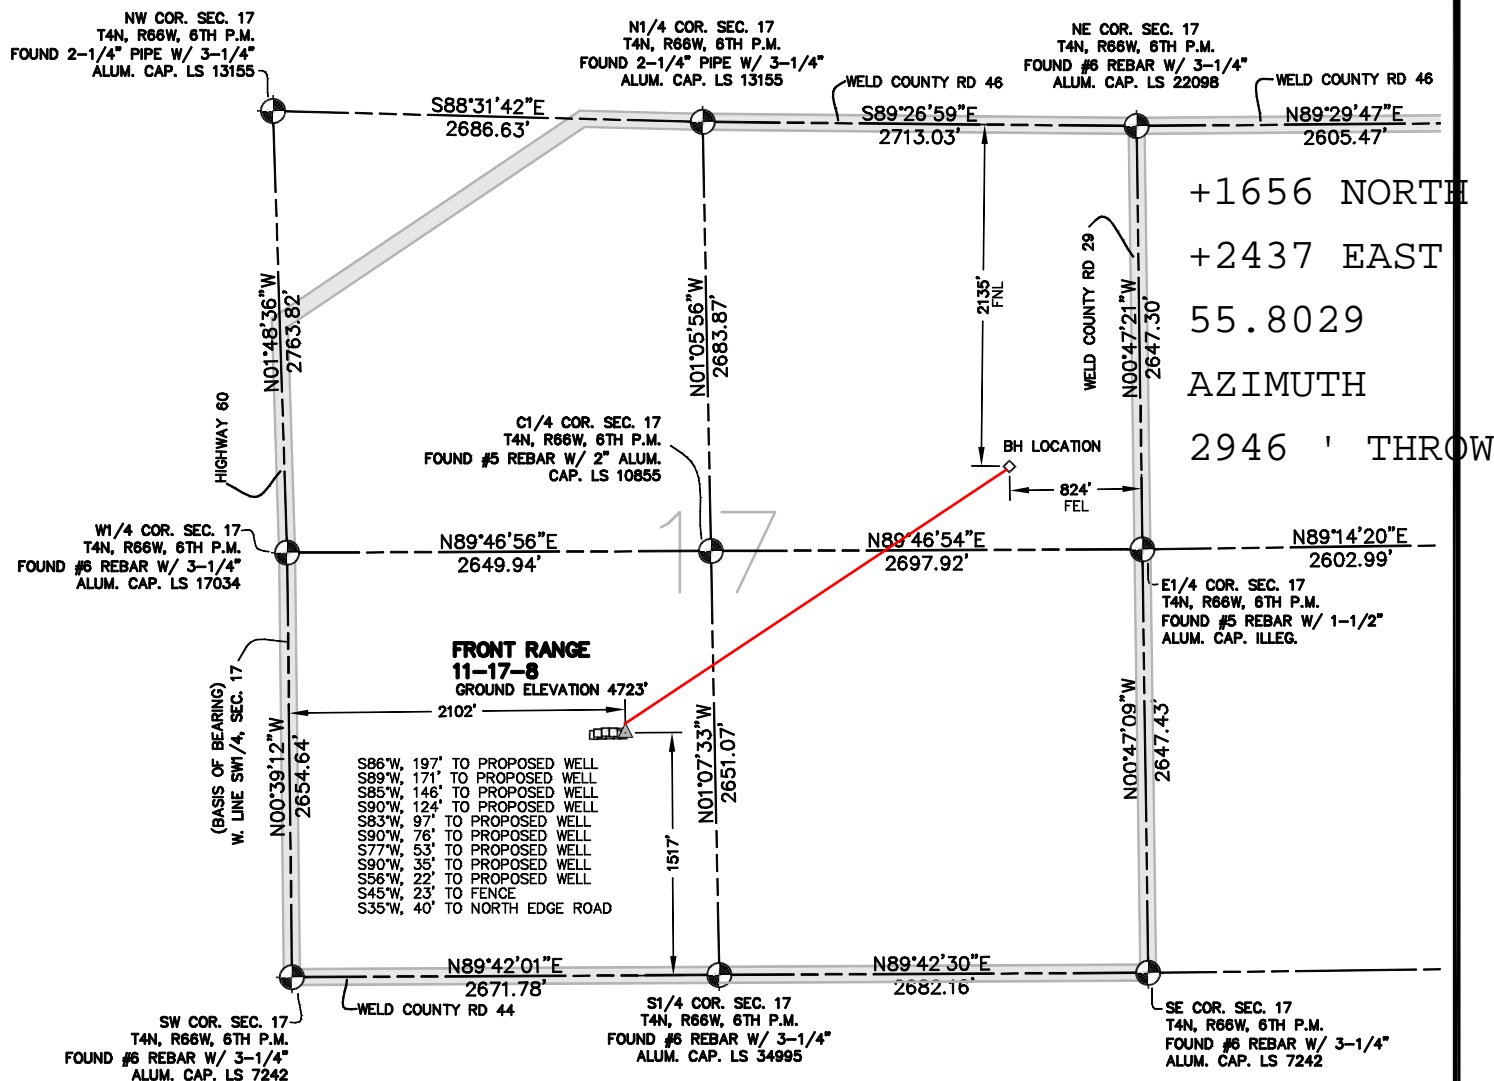 NW COR. SEC. 17
T4N, R66W, 6TH P.M.
FOUND 2-1/4" PIPE W/ 3-1/4"
ALUM. CAP. LS 13155
N1/4 COR. SEC. 17
T4N, R66W, 6TH P.M.
FOUND 2-1/4" PIPE W/ 3-1/4"
ALUM. CAP. LS 13155
NE COR. SEC. 17
T4N, R66W, 6TH P.M.
FOUND #6 REBAR W/ 3-1/4"
ALUM. CAP. LS 22098
WELD COUNTY RD 46
WELD COUNTY RD 46
S88°31'42"E
2686.63'
S89°26'59"E
2713.03'
N89°29'47"E
2605.47'
+1656 NORTH
+2437 EAST
55.8029
AZIMUTH
2946 ' THROW
N01°48'36"W
2763.82'
N01°05'56"W
2683.87'
2135'
FNL
WELD COUNTY RD 29
N00°47'21"W
2647.30'
HIGHWAY 60
C1/4 COR. SEC. 17
T4N, R66W, 6TH P.M.
FOUND #5 REBAR W/ 2" ALUM.
CAP. LS 10855
BH LOCATION
824'
FEL
W1/4 COR. SEC. 17
T4N, R66W, 6TH P.M.
FOUND #6 REBAR W/ 3-1/4"
ALUM. CAP. LS 17034
N89°46'56"E
2649.94'
17
N89°46'54"E
2697.92'
N89°14'20"E
2602.99'
E1/4 COR. SEC. 17
T4N, R66W, 6TH P.M.
FOUND #5 REBAR W/ 1-1/2"
ALUM. CAP. ILLEG.
FRONT RANGE
11-17-8
GROUND ELEVATION 4723'
2102'
(BASIS OF BEARING)
W. LINE SW1/4, SEC. 17
N00°39'12"W
2654.64'
S86°W, 197' TO PROPOSED WELL
S89°W, 171' TO PROPOSED WELL
S85°W, 146' TO PROPOSED WELL
S90°W, 124' TO PROPOSED WELL
S83°W, 97' TO PROPOSED WELL
S90°W, 76' TO PROPOSED WELL
S77°W, 53' TO PROPOSED WELL
S90°W, 35' TO PROPOSED WELL
S56°W, 22' TO PROPOSED WELL
S45°W, 23' TO FENCE
S35°W, 40' TO NORTH EDGE ROAD
1517'
N01°07'33"W
2651.07'
N00°47'09"W
2647.43'
N89°42'01"E
2671.78'
N89°42'30"E
2682.16'
WELD COUNTY RD 44
SW COR. SEC. 17
T4N, R66W, 6TH P.M.
FOUND #6 REBAR W/ 3-1/4"
ALUM. CAP. LS 7242
S1/4 COR. SEC. 17
T4N, R66W, 6TH P.M.
FOUND #6 REBAR W/ 3-1/4"
ALUM. CAP. LS 34995
SE COR. SEC. 17
T4N, R66W, 6TH P.M.
FOUND #6 REBAR W/ 3-1/4"
ALUM. CAP. LS 7242